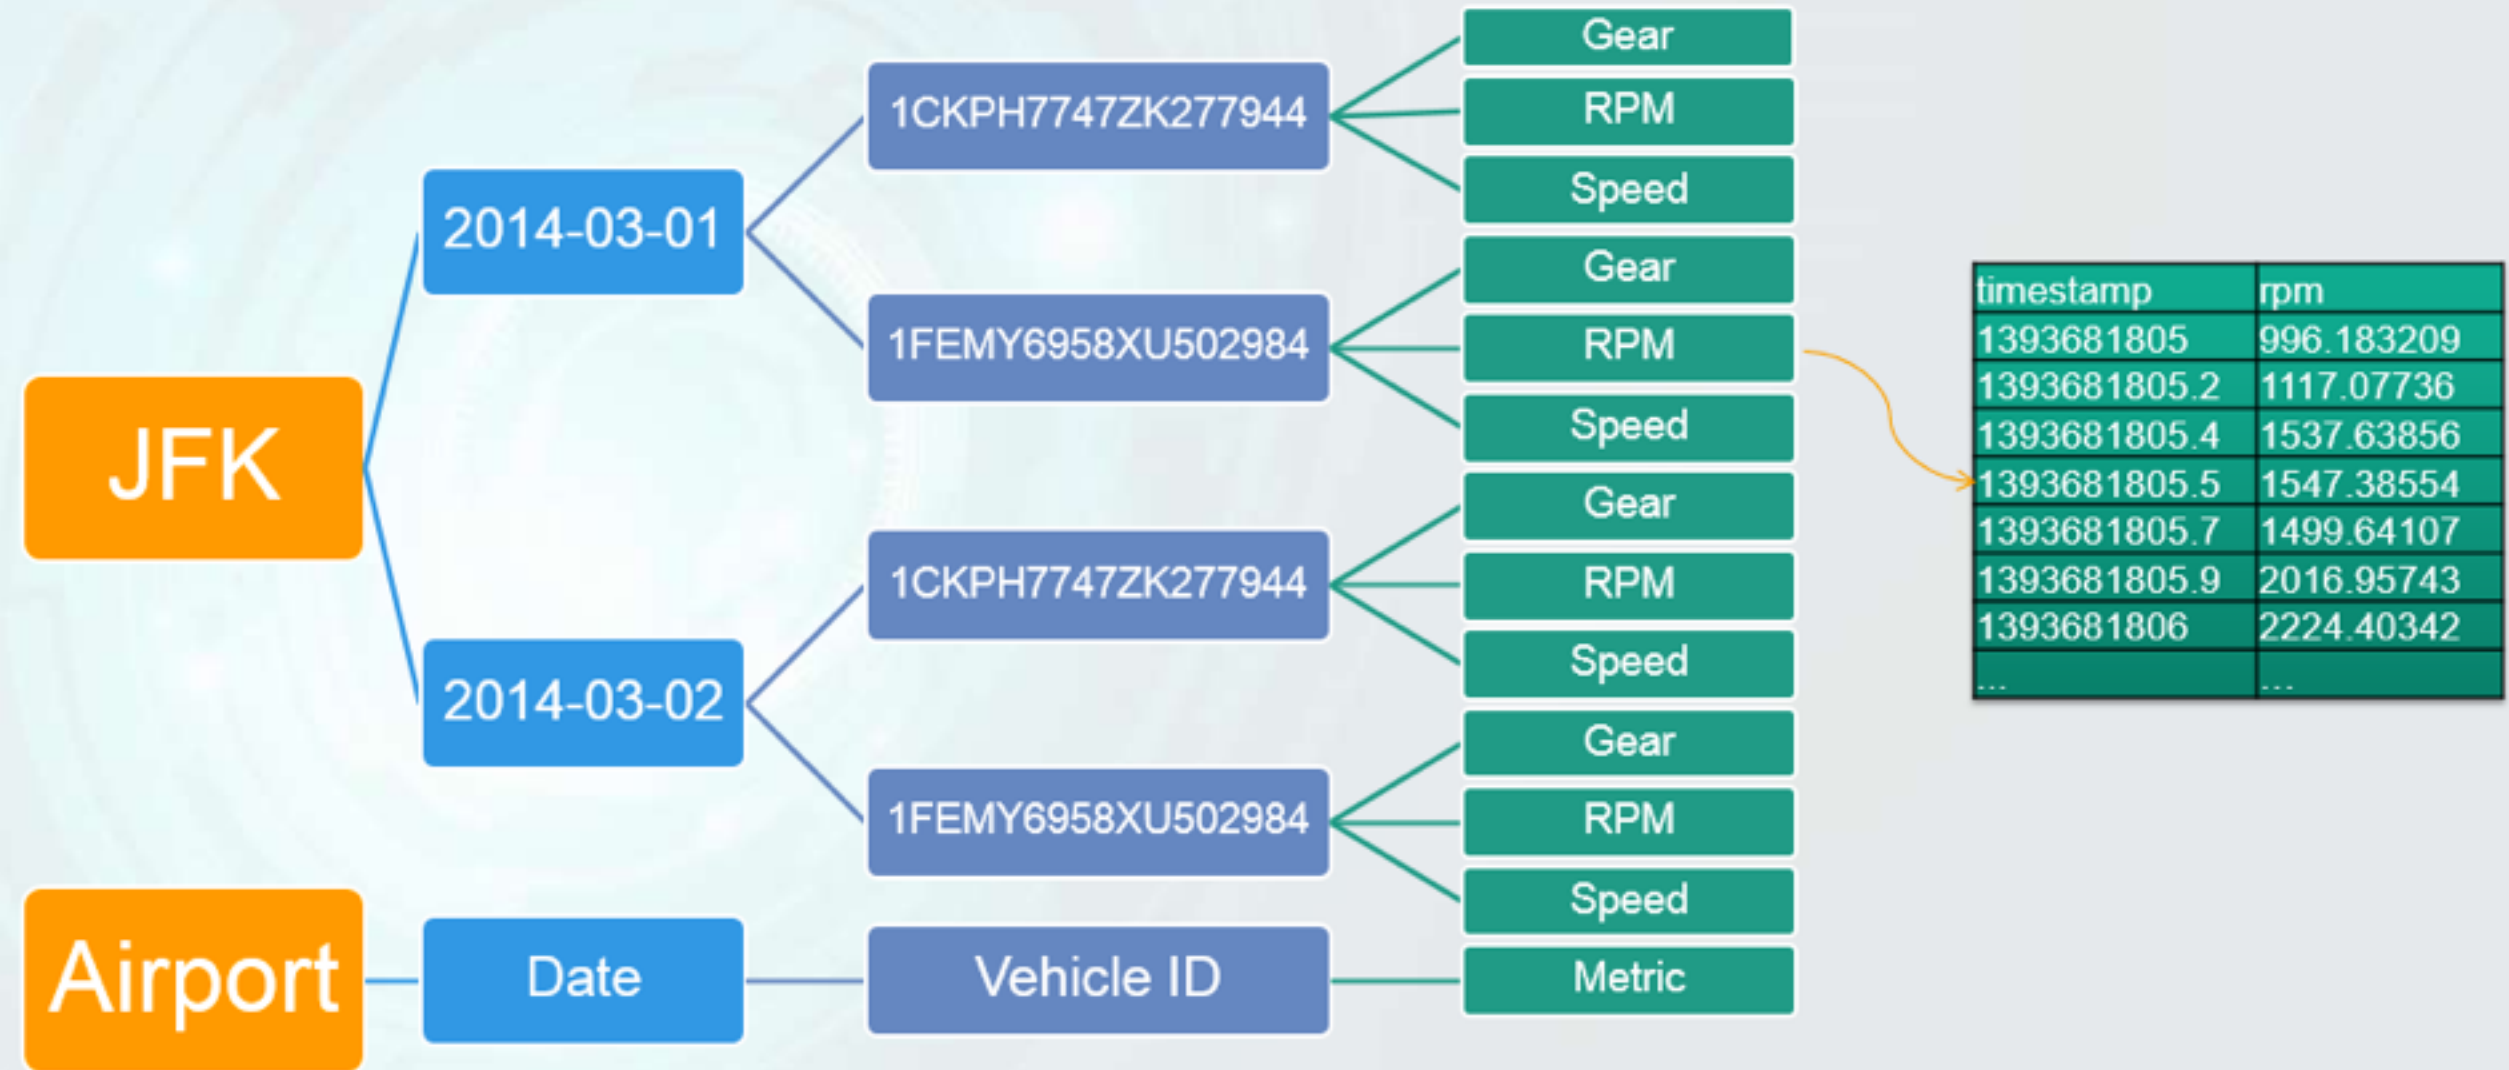 JFK
2014-03-01
1CKPH7747ZK277944
Gear
RPM
Speed
1FEMY6958XU502984
Gear
RPM
Speed
2014-03-02
1CKPH7747ZK277944
Gear
RPM
Speed
1FEMY6958XU502984
Gear
RPM
Speed
Airport
Date
Vehicle ID
Metric
timestamp rpm
1393681805 996.183209
1393681805.2 1117.07736
1393681805.4 1537.63856
1393681805.5 1547.38554
1393681805.7 1499.64107
1393681805.9 2016.95743
1393681806 2224.40342
... ...